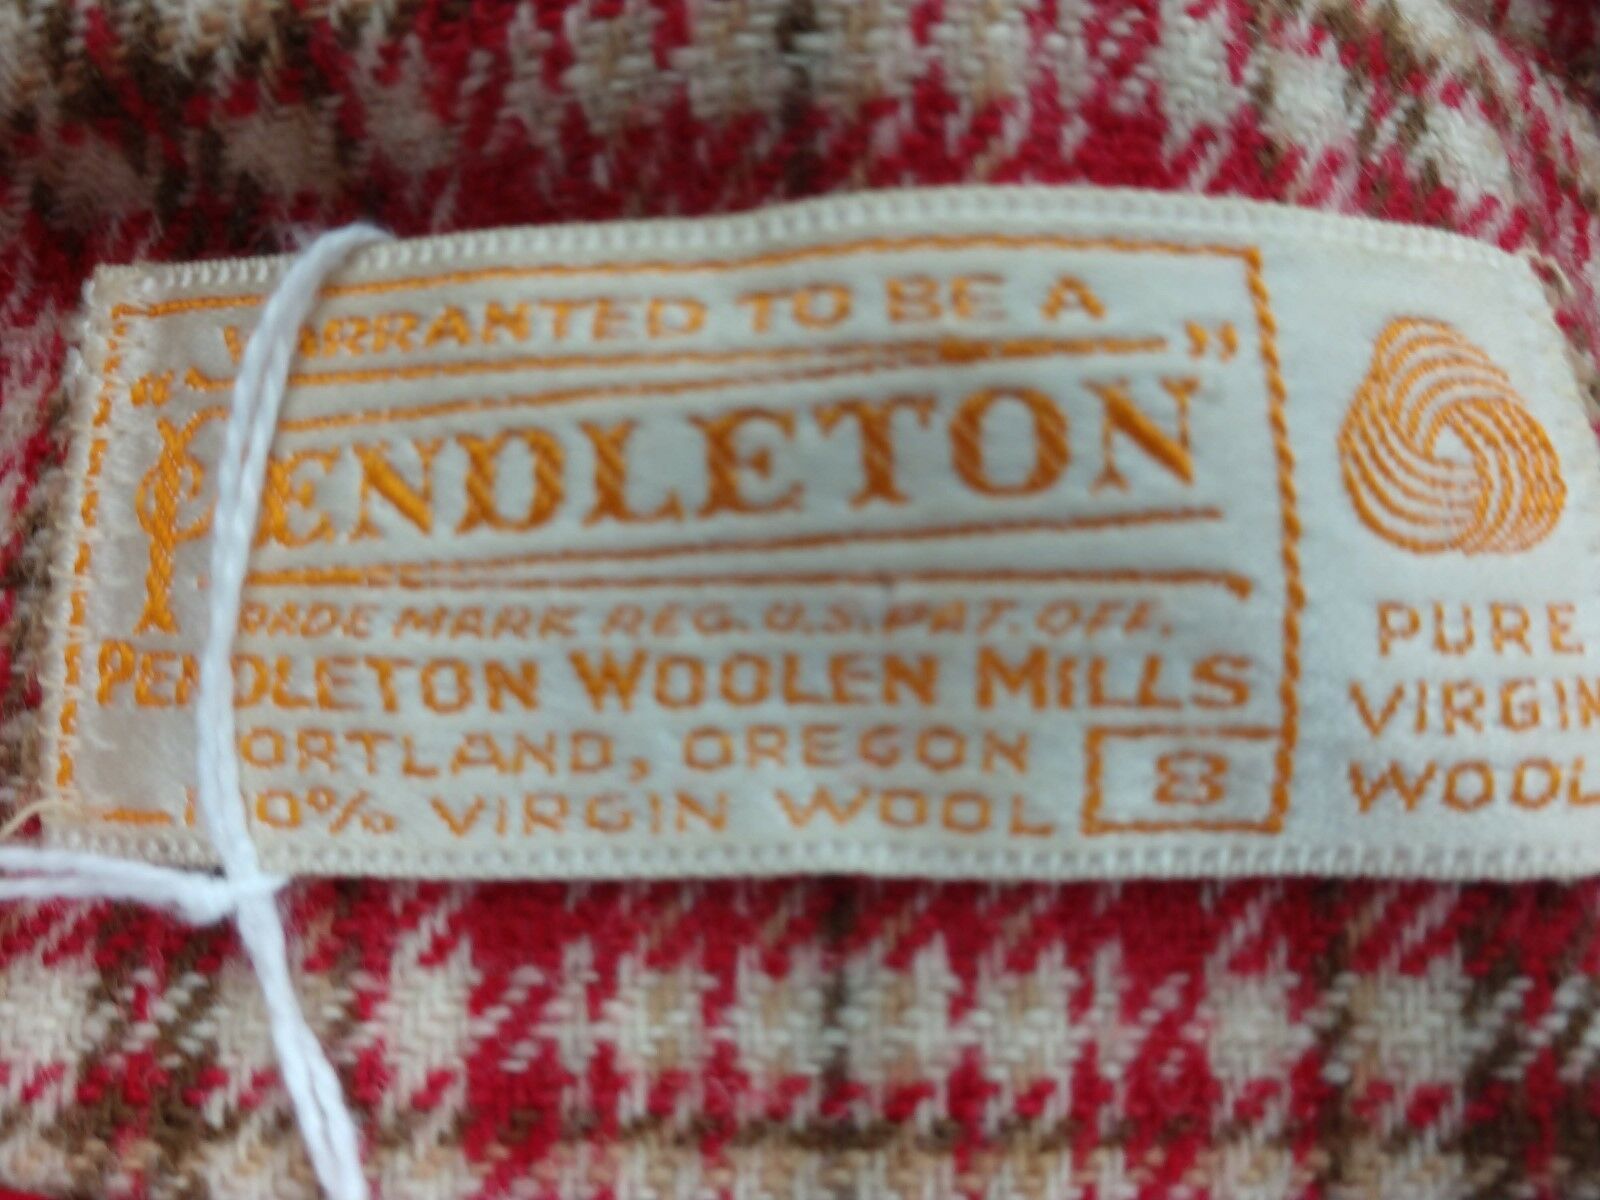 WARRANTED TO BE A
"PENDLETON"
TRADE MARK REG. U.S. PAT. OFF.
PENDLETON WOOLEN MILLS
PORTLAND, OREGON
100% VIRGIN WOOL
8
PURE
VIRGIN
WOOL